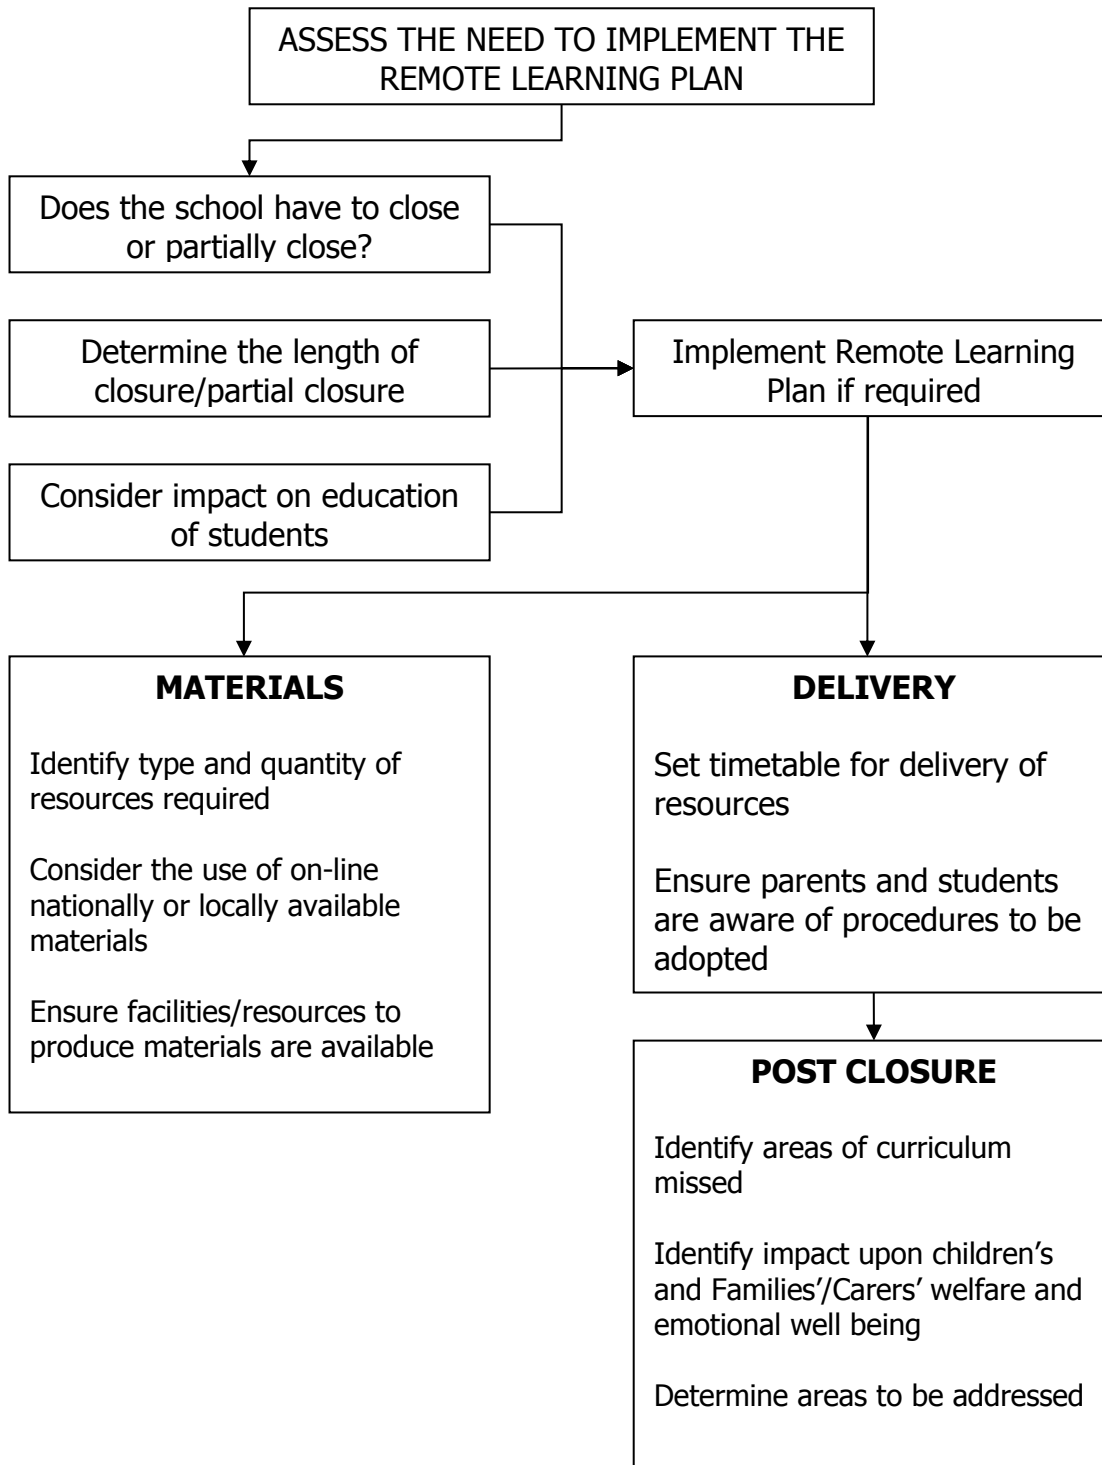 ASSESS THE NEED TO IMPLEMENT THE
REMOTE LEARNING PLAN
Does the school have to close
or partially close?
Determine the length of
closure/partial closure
Implement Remote Learning
Plan if required
Consider impact on education
of students
MATERIALS
Identify type and quantity of
resources required
Consider the use of on-line
nationally or locally available
materials
Ensure facilities/resources to
produce materials are available
DELIVERY
Set timetable for delivery of
resources
Ensure parents and students
are aware of procedures to be
adopted
POST CLOSURE
Identify areas of curriculum
missed
Identify impact upon children’s
and Families’/Carers’ welfare and
emotional well being
Determine areas to be addressed